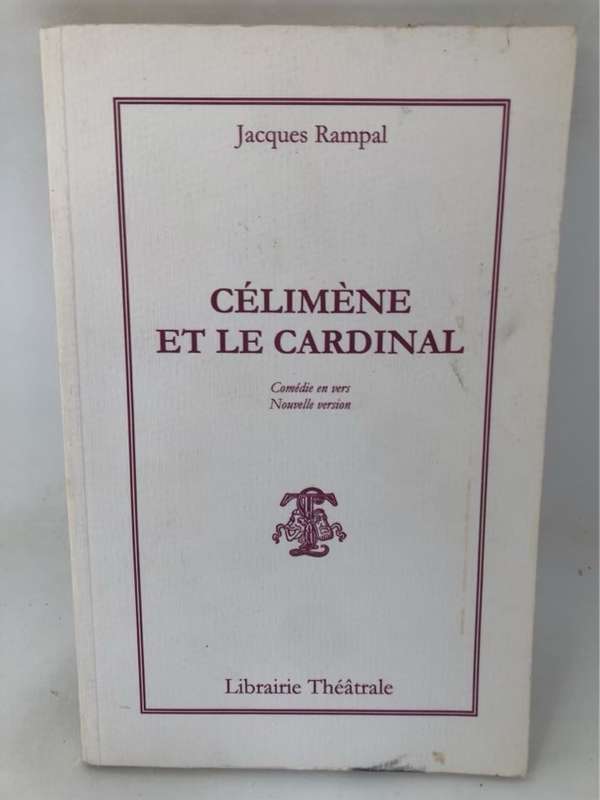 Jacques Rampal
CÉLIMÈNE
ET LE CARDINAL
Comédie en vers
Nouvelle version
Librairie Théâtrale